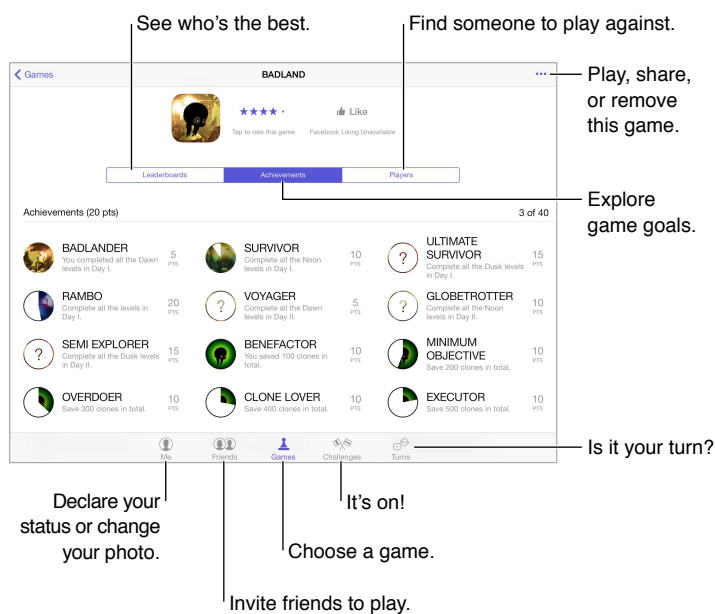 See who's the best.
Find someone to play against.
Games
BADLAND
•••
Play, share,
or remove
this game.
Like
Tap to rate this game
Facebook Liking Unavailable
Leaderboards
Achievements
Players
Explore
game goals.
Achievements (20 pts)
3 of 40
BADLANDER
You completed all the Dawn
levels in Day I.
5
PTS
SURVIVOR
Complete all the Noon
levels in Day I.
10
PTS
?
ULTIMATE
SURVIVOR
Complete all the Dusk levels
in Day I.
15
PTS
RAMBO
Complete all the levels in
Day I.
20
PTS
?
VOYAGER
Complete all the Dawn
levels in Day II.
5
PTS
?
GLOBETROTTER
Complete all the Noon
levels in Day II.
10
PTS
?
SEMI EXPLORER
Complete all the Dusk levels
in Day II.
15
PTS
BENEFACTOR
You saved 100 clones in
total.
10
PTS
MINIMUM
OBJECTIVE
Save 200 clones in total.
10
PTS
OVERDOER
Save 300 clones in total.
10
PTS
CLONE LOVER
Save 400 clones in total.
10
PTS
EXECUTOR
Save 500 clones in total.
10
PTS
Me
Friends
Games
Challenges
Turns
Is it your turn?
Declare your
status or change
your photo.
It's on!
Choose a game.
Invite friends to play.